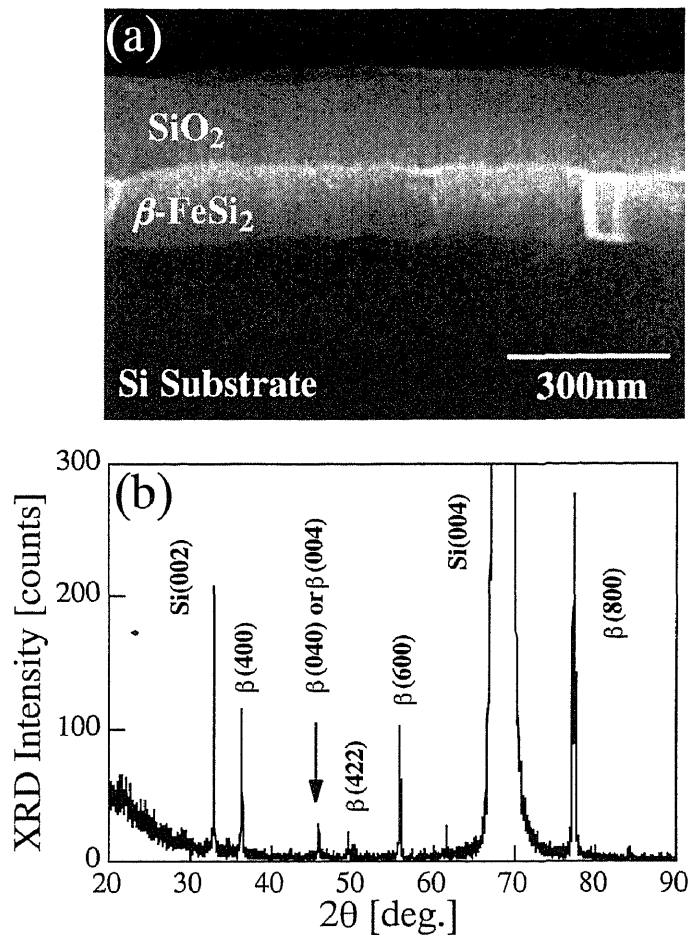 (a)
SiO2
β-FeSi2
Si Substrate
300nm
(b)
XRD Intensity [counts]
300
200
100
0
Si(002)
β(400)
β(040) or β(004)
β(422)
β(600)
Si(004)
β(800)
20 30 40 50 60 70 80 90
2θ [deg.]